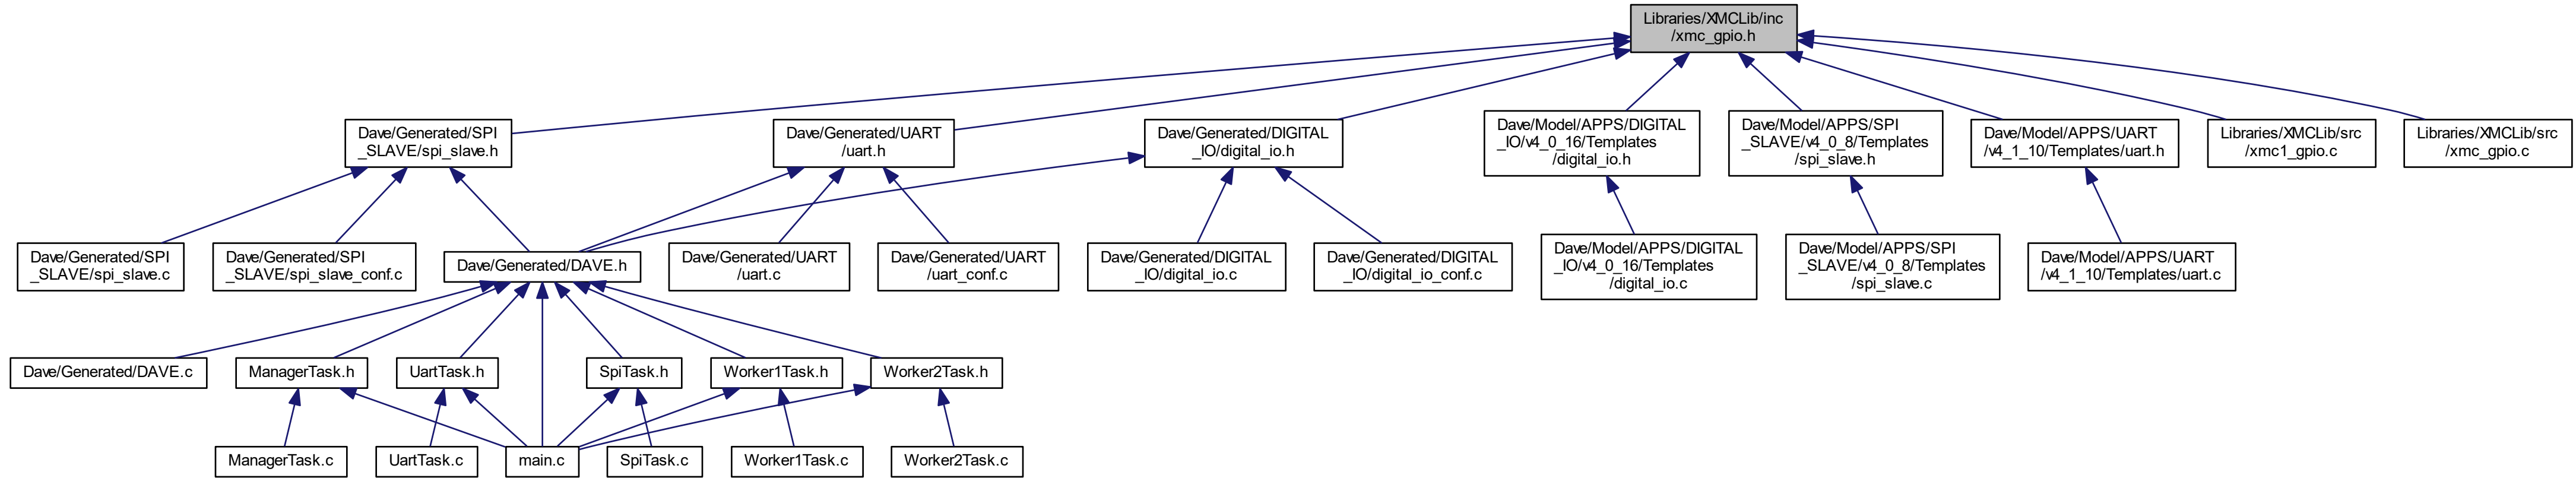 Libraries/XMCLib/inc
/xmc_gpio.h
Dave/Generated/SPI
_SLAVE/spi_slave.h
Dave/Generated/UART
/uart.h
Dave/Generated/DIGITAL
_IO/digital_io.h
Dave/Model/APPS/DIGITAL
_IO/v4_0_16/Templates
/digital_io.h
Dave/Model/APPS/SPI
_SLAVE/v4_0_8/Templates
/spi_slave.h
Dave/Model/APPS/UART
/v4_1_10/Templates/uart.h
Libraries/XMCLib/src
/xmc1_gpio.c
Libraries/XMCLib/src
/xmc_gpio.c
Dave/Generated/SPI
_SLAVE/spi_slave.c
Dave/Generated/SPI
_SLAVE/spi_slave_conf.c
Dave/Generated/DAVE.h
Dave/Generated/UART
/uart.c
Dave/Generated/UART
/uart_conf.c
Dave/Generated/DIGITAL
_IO/digital_io.c
Dave/Generated/DIGITAL
_IO/digital_io_conf.c
Dave/Model/APPS/DIGITAL
_IO/v4_0_16/Templates
/digital_io.c
Dave/Model/APPS/SPI
_SLAVE/v4_0_8/Templates
/spi_slave.c
Dave/Model/APPS/UART
/v4_1_10/Templates/uart.c
Dave/Generated/DAVE.c
ManagerTask.h
UartTask.h
SpiTask.h
Worker1Task.h
Worker2Task.h
ManagerTask.c
UartTask.c
main.c
SpiTask.c
Worker1Task.c
Worker2Task.c